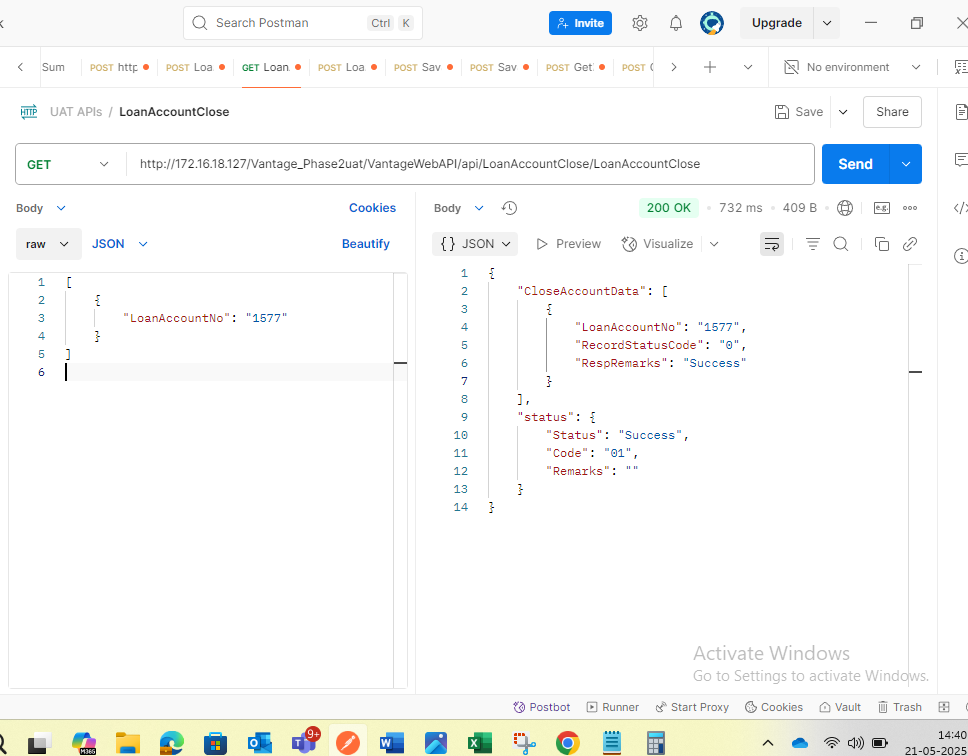 Search Postman Ctrl K Invite Upgrade
Sum POST http POST Loa GET Loan. POST Loa POST Sav POST Sav POST Get POST No environment
HTTP UAT APIs / LoanAccountClose Save Share
GET http://172.16.18.127/Vantage_Phase2uat/VantageWebAPI/api/LoanAccountClose/LoanAccountClose Send
Body Cookies
raw JSON Beautify
1 [
2 {
3 "LoanAccountNo": "1577"
4 }
5 ]
6
Body 200 OK • 732 ms • 409 B • e.g.
{} JSON Preview Visualize
1 {
2 "CloseAccountData": [
3 {
4 "LoanAccountNo": "1577",
5 "RecordStatusCode": "0",
6 "RespRemarks": "Success"
7 }
8 ],
9 "status": {
10 "Status": "Success",
11 "Code": "01",
12 "Remarks": ""
13 }
14 }
Activate Windows
Go to Settings to activate Windows.
Postbot Runner Start Proxy Cookies Vault Trash
M365 9+ 14:40
21-05-2025